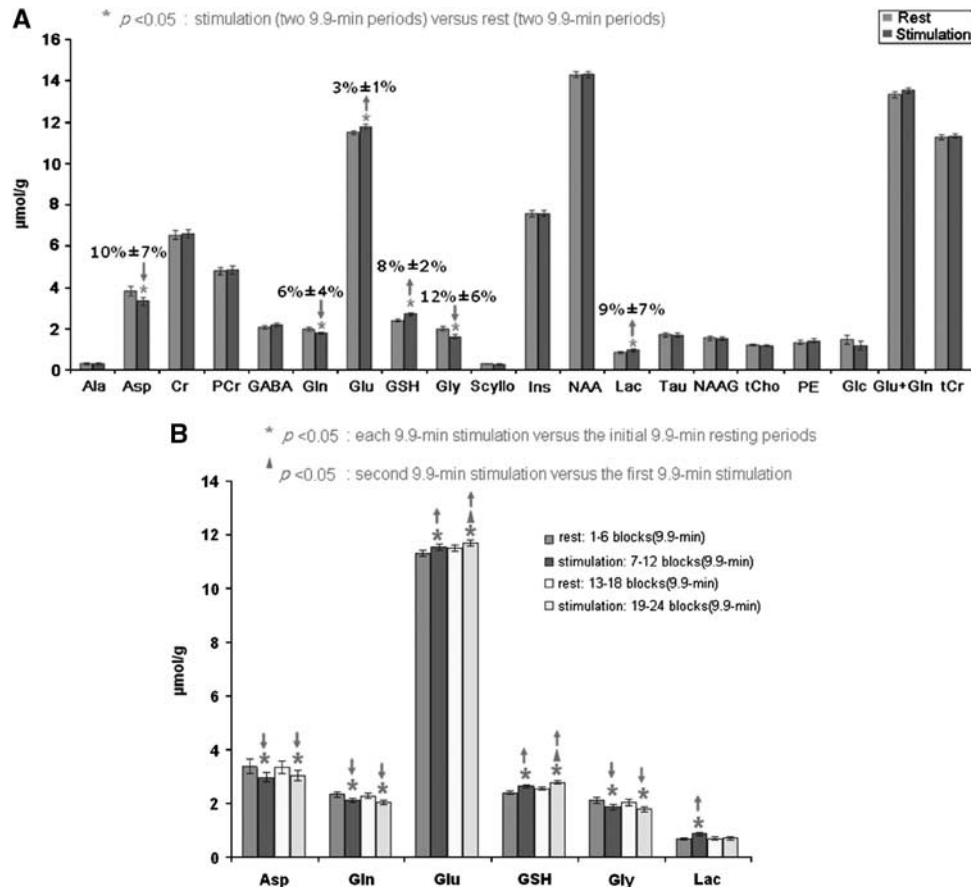 A
* p <0.05 : stimulation (two 9.9-min periods) versus rest (two 9.9-min periods)
Rest
Stimulation
16
14
12
10
8
6
4
2
0
µmol/g
10%±7%
6%±4%
3%±1%
8%±2%
12%±6%
9%±7%
* * * * * *
Ala Asp Cr PCr GABA Gln Glu GSH Gly Scyllo Ins NAA Lac Tau NAAG tCho PE Glc Glu+Gln tCr
B
* p <0.05 : each 9.9-min stimulation versus the initial 9.9-min resting periods
p <0.05 : second 9.9-min stimulation versus the first 9.9-min stimulation
rest: 1-6 blocks(9.9-min)
stimulation: 7-12 blocks(9.9-min)
rest: 13-18 blocks(9.9-min)
stimulation: 19-24 blocks(9.9-min)
14
12
10
8
6
4
2
0
µmol/g
* * * * * * * * * * *
Asp Gln Glu GSH Gly Lac